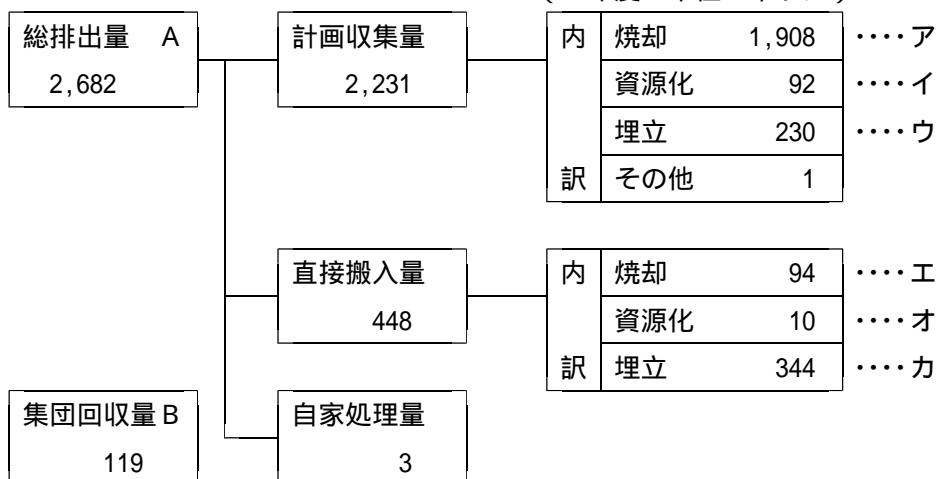 総排出量 A
2,682
計画収集量
2,231
内訳
焼却 1,908 ････ア
資源化 92 ････イ
埋立 230 ････ウ
その他 1
直接搬入量
448
内訳
焼却 94 ････エ
資源化 10 ････オ
埋立 344 ････カ
集団回収量B
119
自家処理量
3